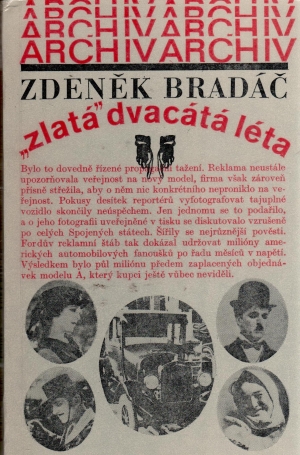 ARCHIVARCHIV
ARCHIVARCHIV
ARCHIVARCHIV
ARCHIVARCHIV
ZDENĚK BRADÁČ
„zlatá” dvacátá léta
Bylo to dovedně řízené tažení. Reklama neustále
upozorňovala veřejnost na nový model, firma však zároveň
přísně střežila, aby o něm nic konkrétního neproniklo na ve-
řejnost. Pokusy desítek reportérů vyfotografovat tajuplné
vozidlo skončily neúspěchem. Jen jednomu se to podařilo,
a o jeho fotografii uveřejněné v tisku se diskutovalo vzrušeně
po celých Spojených státech. Šířily se nejrůznější pověsti.
Fordův reklamní štáb tak dokázal udržovat milióny ame-
rických automobilových fanoušků po řadu měsíců v napětí.
Výsledkem bylo půl miliónu předem zaplacených objedná-
vek modelu A, který kupci ještě vůbec neviděli.